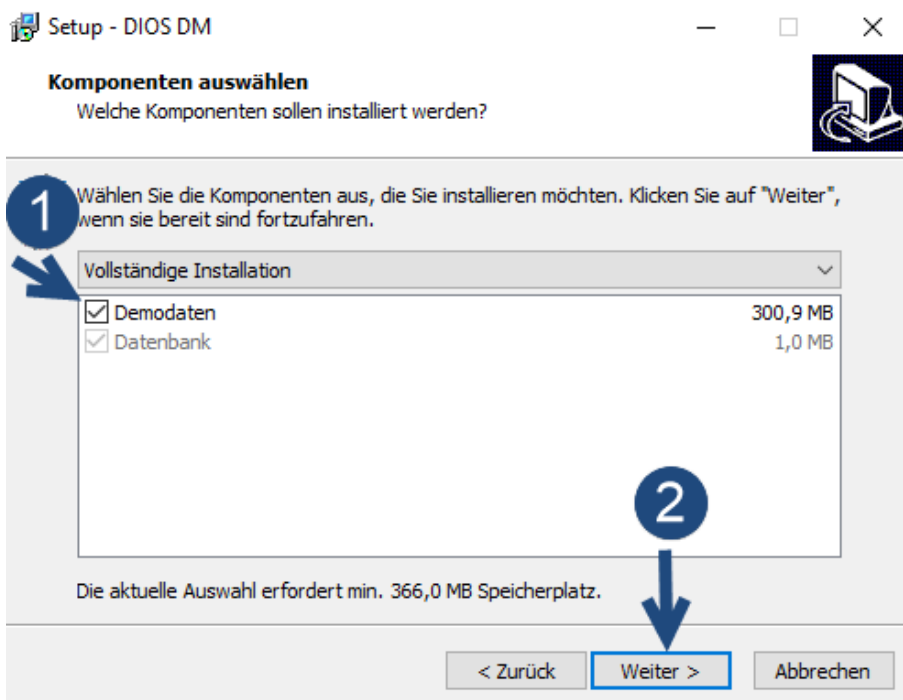 Setup - DIOS DM
Komponenten auswählen
Welche Komponenten sollen installiert werden?
1
Wählen Sie die Komponenten aus, die Sie installieren möchten. Klicken Sie auf "Weiter",
wenn sie bereit sind fortzufahren.
Vollständige Installation
Demodaten 300,9 MB
Datenbank 1,0 MB
2
Die aktuelle Auswahl erfordert min. 366,0 MB Speicherplatz.
< Zurück Weiter > Abbrechen